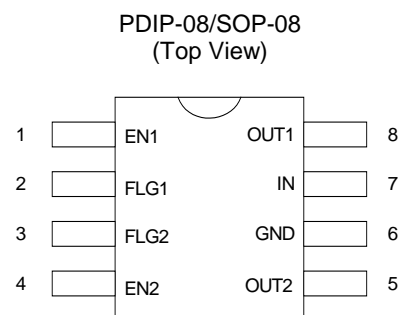 PDIP-08/SOP-08
(Top View)
1 EN1 OUT1 8
2 FLG1 IN 7
3 FLG2 GND 6
4 EN2 OUT2 5